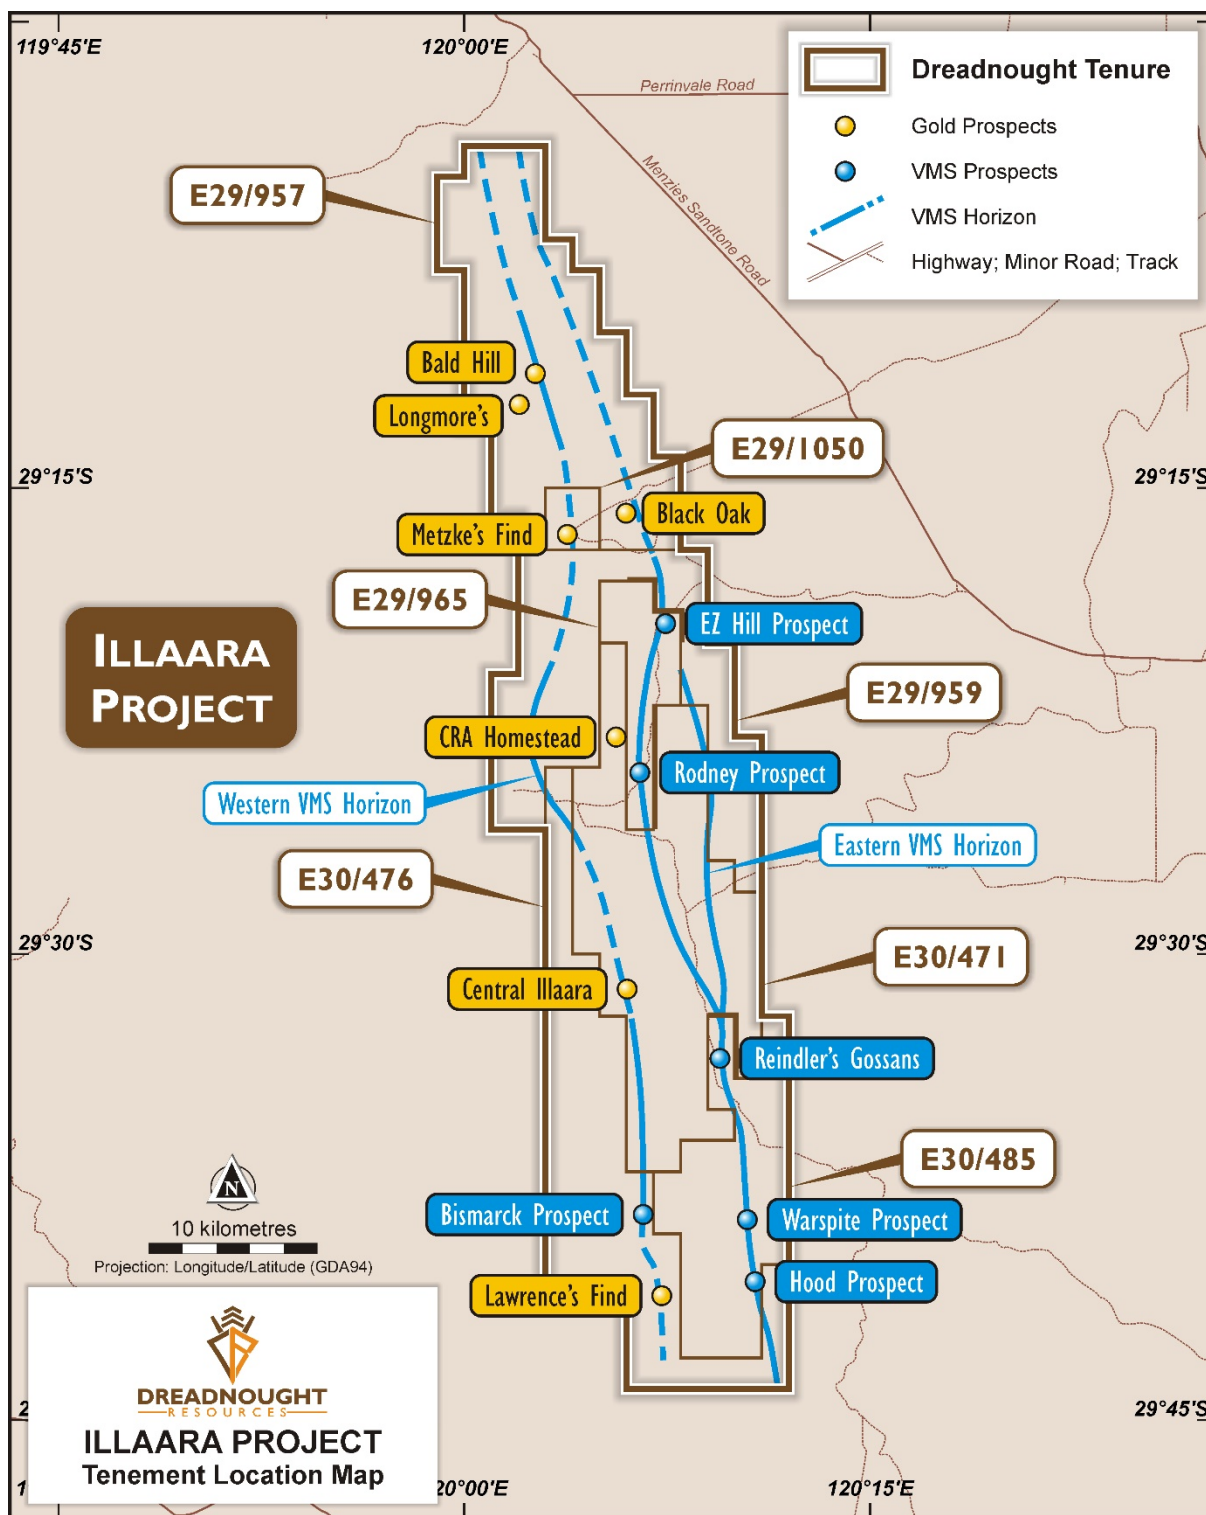 119°45'E
120°00'E
Perrinvale Road
Menzies Sandtone Road
Dreadnought Tenure
Gold Prospects
VMS Prospects
VMS Horizon
Highway; Minor Road; Track
E29/957
Bald Hill
Longmore's
E29/1050
29°15'S
29°15'S
Black Oak
Metzke's Find
E29/965
EZ Hill Prospect
ILLAARA
PROJECT
E29/959
CRA Homestead
Rodney Prospect
Western VMS Horizon
Eastern VMS Horizon
E30/476
29°30'S
29°30'S
E30/471
Central Illaara
Reindler's Gossans
E30/485
N
Bismarck Prospect
Warspite Prospect
10 kilometres
Projection: Longitude/Latitude (GDA94)
Hood Prospect
Lawrence's Find
DREADNOUGHT
RESOURCES
ILLAARA PROJECT
Tenement Location Map
29°45'S
20°00'E
120°15'E